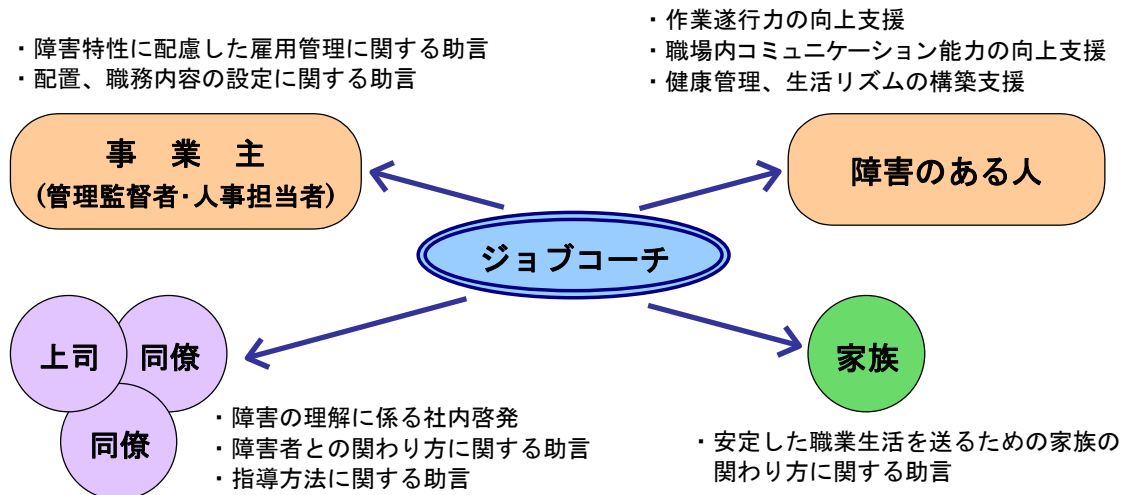 ・障害特性に配慮した雇用管理に関する助言
・配置、職務内容の設定に関する助言
事　業　主
(管理監督者・人事担当者)
・作業遂行力の向上支援
・職場内コミュニケーション能力の向上支援
・健康管理、生活リズムの構築支援
障害のある人
ジョブコーチ
上司
同僚
同僚
・障害の理解に係る社内啓発
・障害者との関わり方に関する助言
・指導方法に関する助言
家族
・安定した職業生活を送るための家族の
関わり方に関する助言